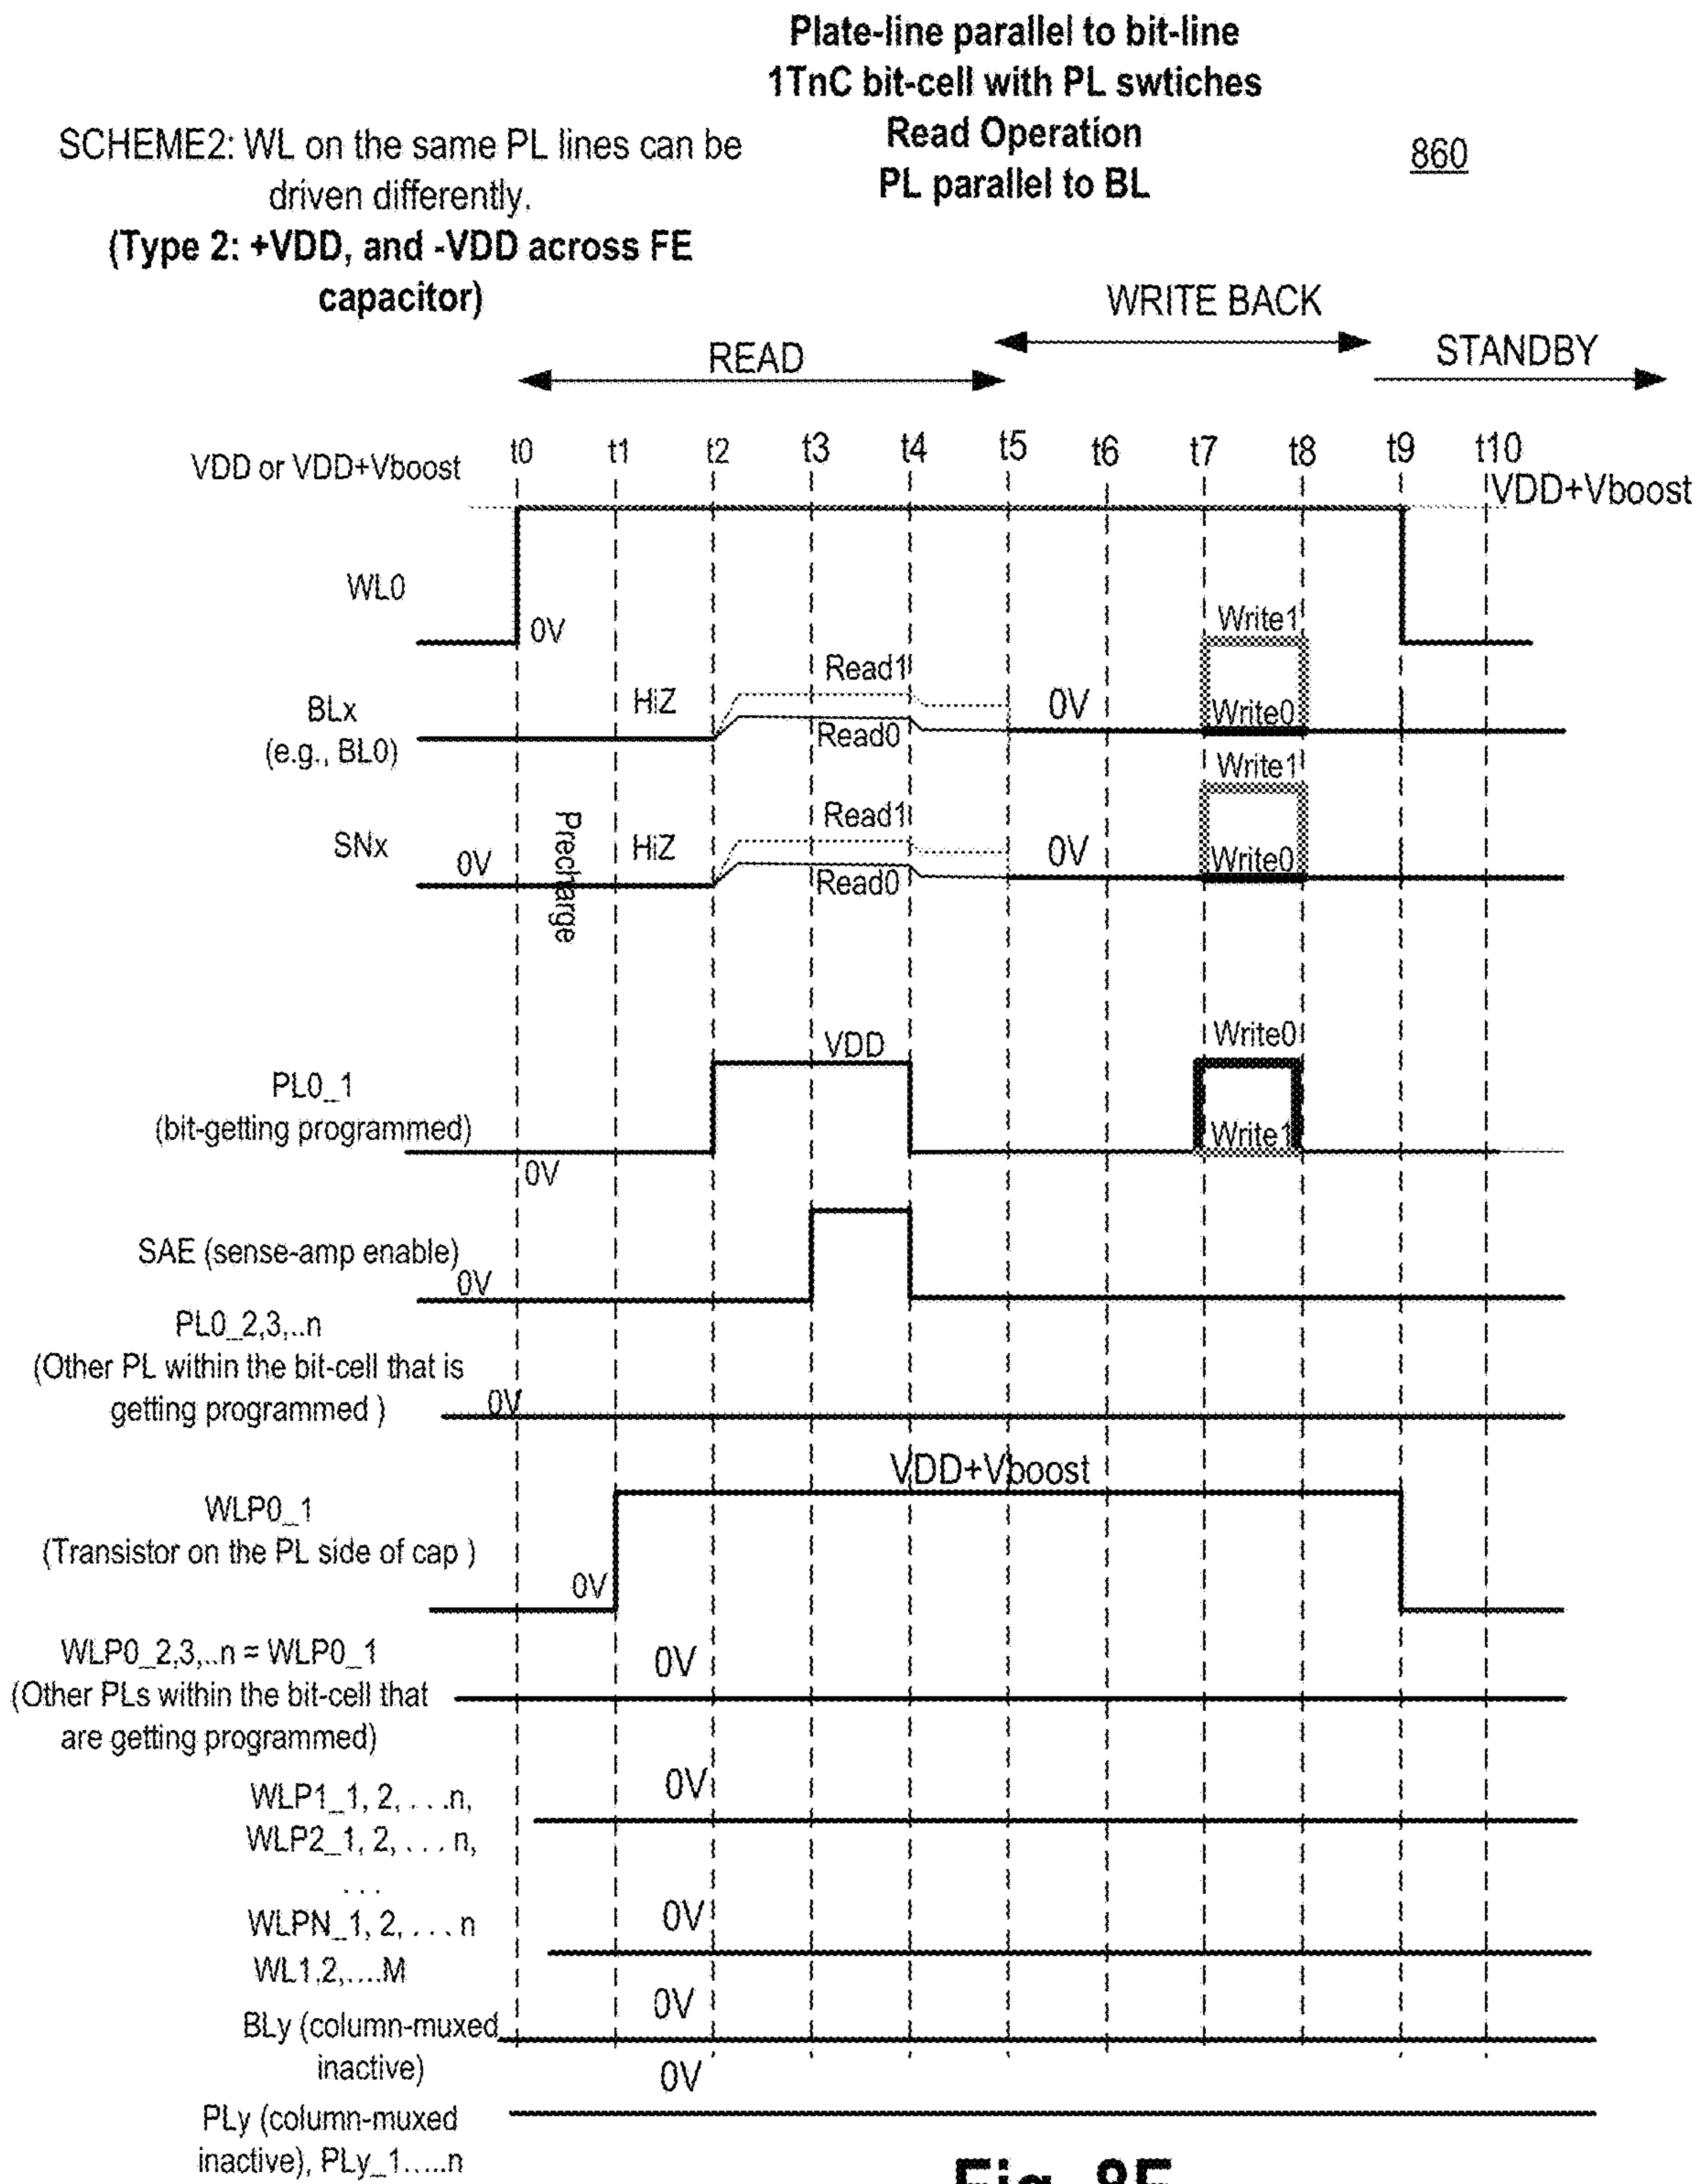 Plate-line parallel to bit-line
1TnC bit-cell with PL swtiches
Read Operation
PL parallel to BL
860
SCHEME2: WL on the same PL lines can be
driven differently.
(Type 2: +VDD, and -VDD across FE
capacitor)
WRITE BACK
READ
STANDBY
t0 t1 t2 t3 t4 t5 t6 t7 t8 t9 t10
VDD or VDD+Vboost
VDD+Vboost
WL0
0V
Write1
Read1
HiZ
0V
BLx
(e.g., BL0)
Write0
Read0
Write1
Read1
SNx
0V
Precharge
HiZ
0V
Write0
Read0
Write0
VDD
PL0_1
(bit-getting programmed)
Write1
0V
SAE (sense-amp enable)
0V
PL0_2,3,..n
(Other PL within the bit-cell that is
getting programmed )
0V
VDD+Vboost
WLP0_1
(Transistor on the PL side of cap )
0V
WLP0_2,3,..n = WLP0_1
(Other PLs within the bit-cell that
are getting programmed)
0V
WLP1_1, 2, . . .n,
WLP2_1, 2, . . . n,
0V
. . .
WLPN_1, 2, . . . n
WL1,2,....M
0V
BLy (column-muxed
inactive)
0V
PLy (column-muxed
inactive), PLy_1.....n
0V